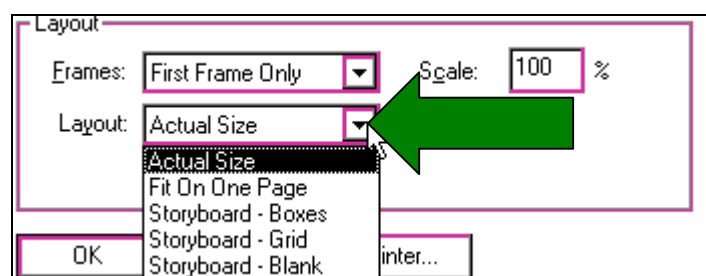 Layout
Frames: First Frame Only Scale: 100 %
Layout: Actual Size
Actual Size
Fit On One Page
Storyboard - Boxes
Storyboard - Grid
Storyboard - Blank
OK inter...